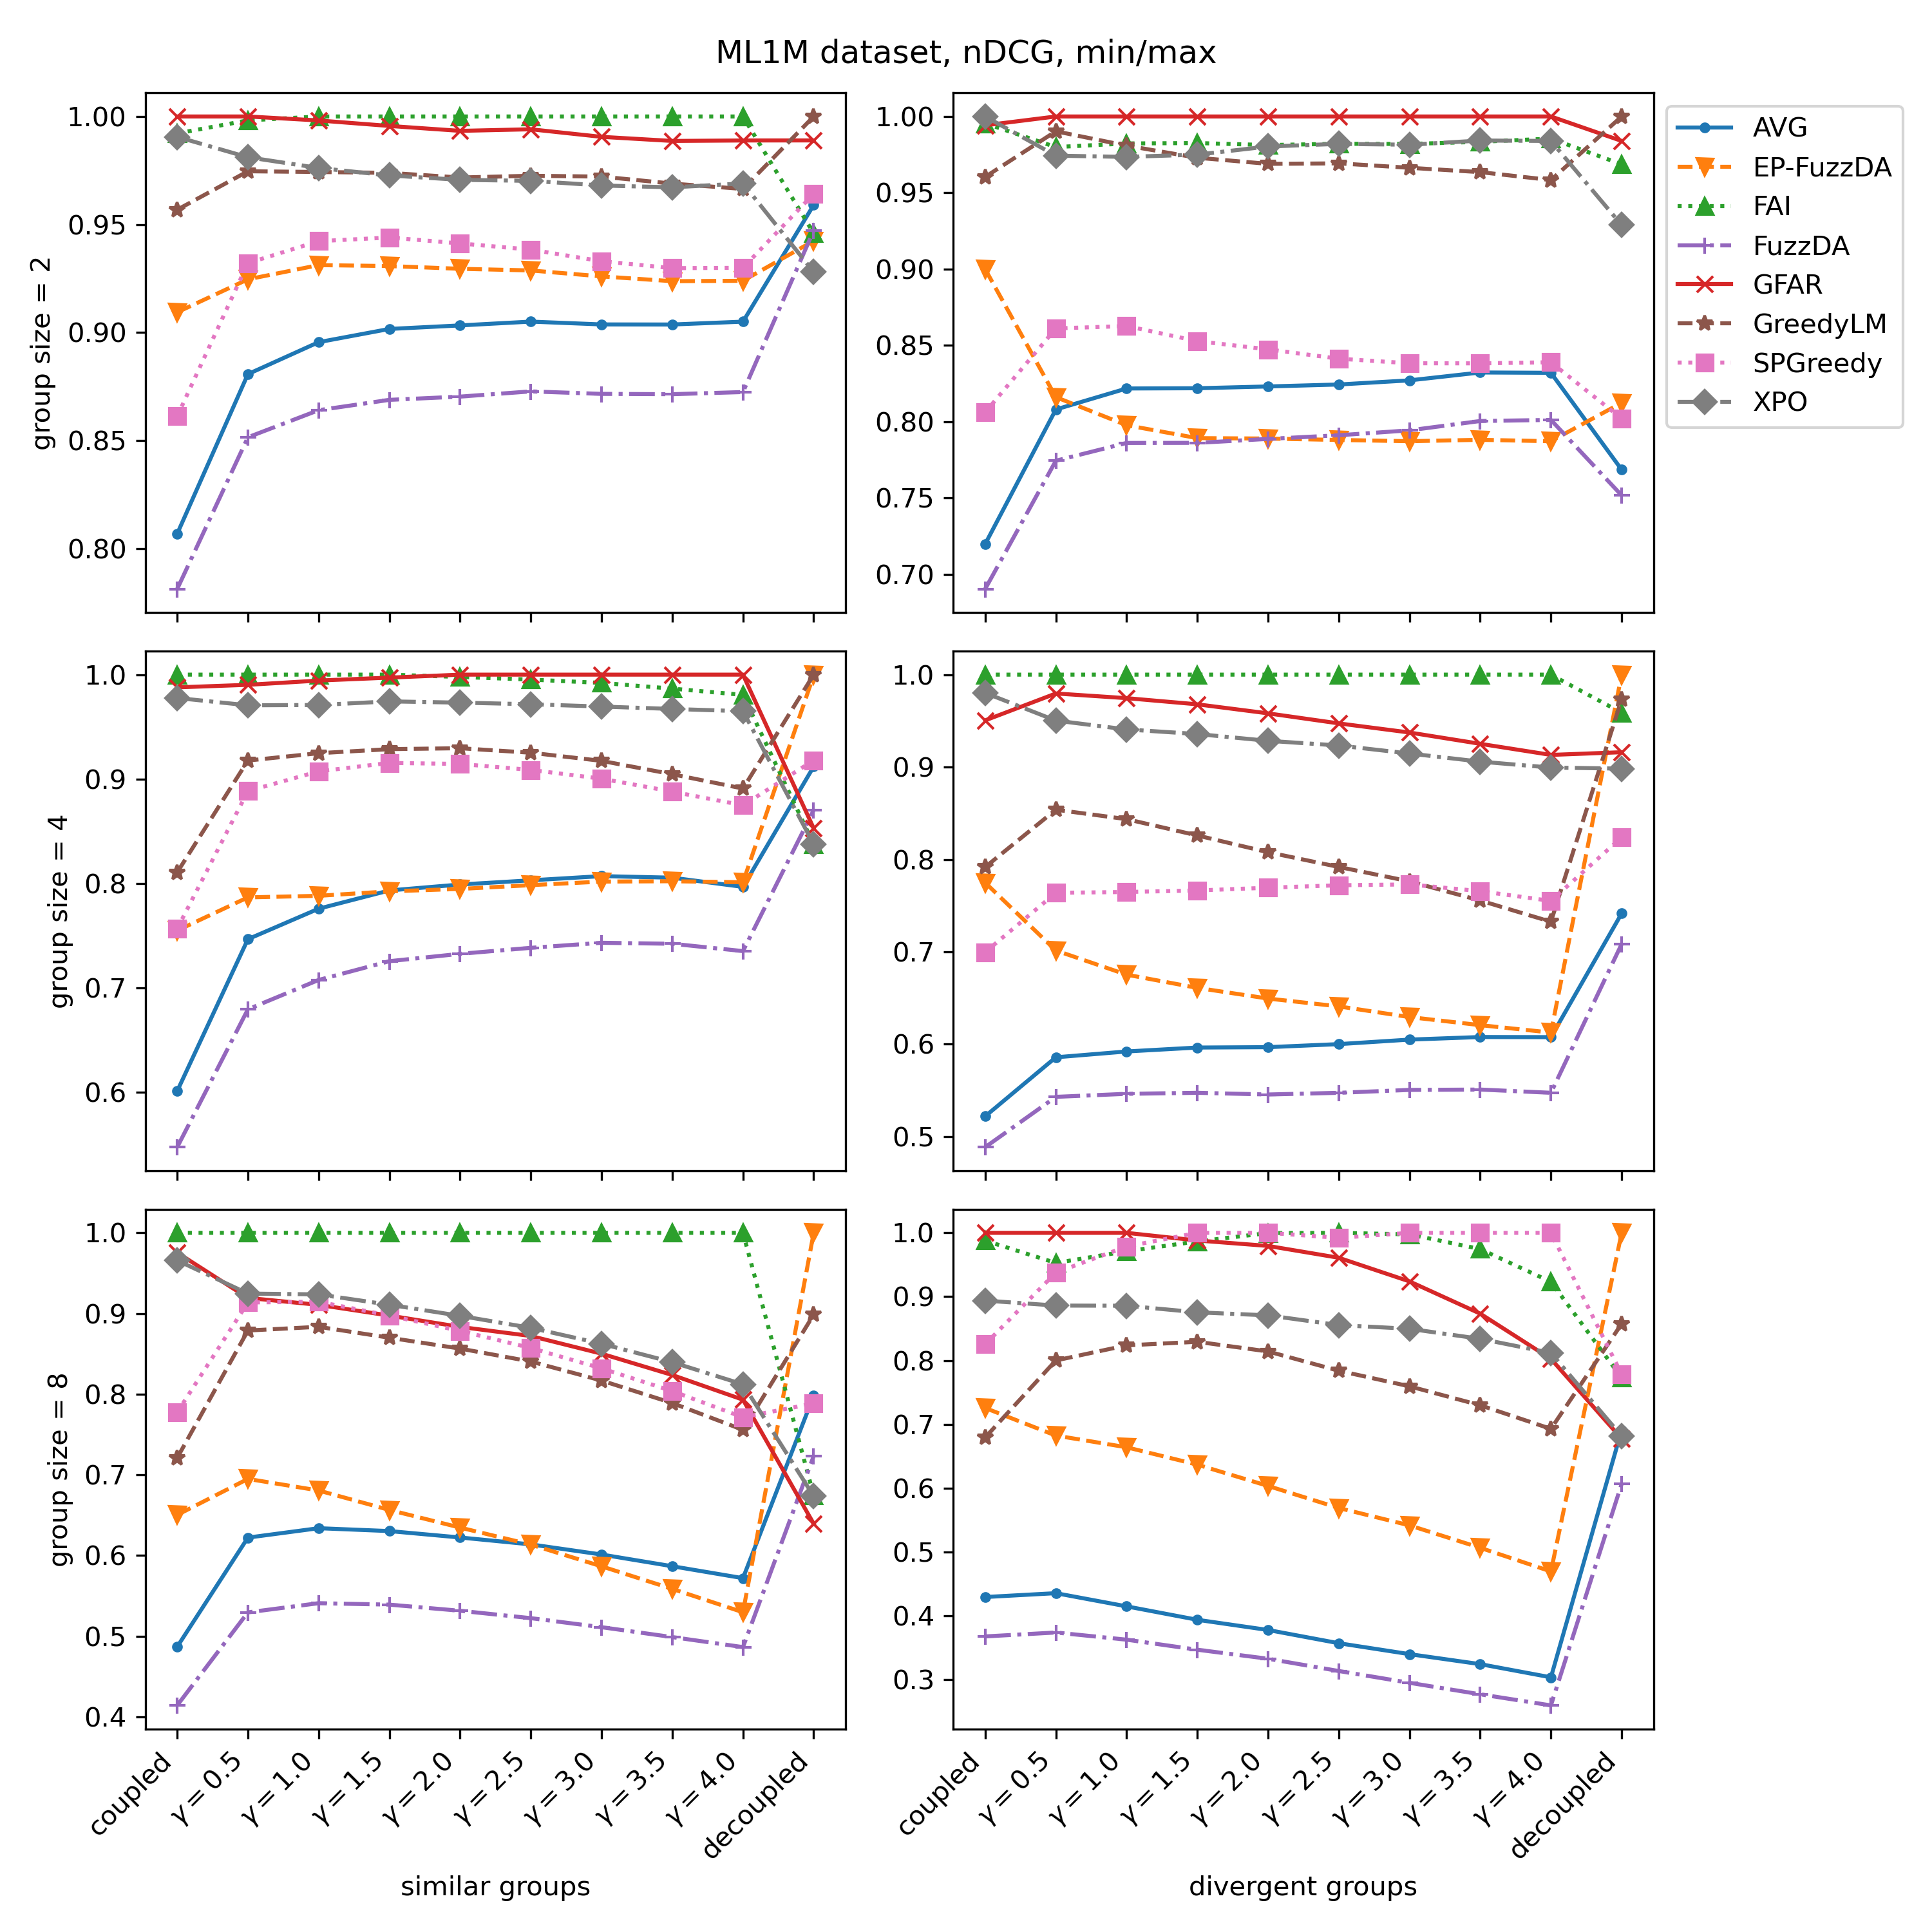 ML1M dataset, nDCG, min/max
group size = 2
1.00
0.95
0.90
0.85
0.80
1.00
0.95
0.90
0.85
0.80
0.75
0.70
AVG
EP-FuzzDA
FAI
FuzzDA
GFAR
GreedyLM
SPGreedy
XPO
group size = 4
1.0
0.9
0.8
0.7
0.6
1.0
0.9
0.8
0.7
0.6
0.5
group size = 8
1.0
0.9
0.8
0.7
0.6
0.5
0.4
1.0
0.9
0.8
0.7
0.6
0.5
0.4
0.3
coupled
γ = 0.5
γ = 1.0
γ = 1.5
γ = 2.0
γ = 2.5
γ = 3.0
γ = 3.5
γ = 4.0
decoupled
similar groups
coupled
γ = 0.5
γ = 1.0
γ = 1.5
γ = 2.0
γ = 2.5
γ = 3.0
γ = 3.5
γ = 4.0
decoupled
divergent groups